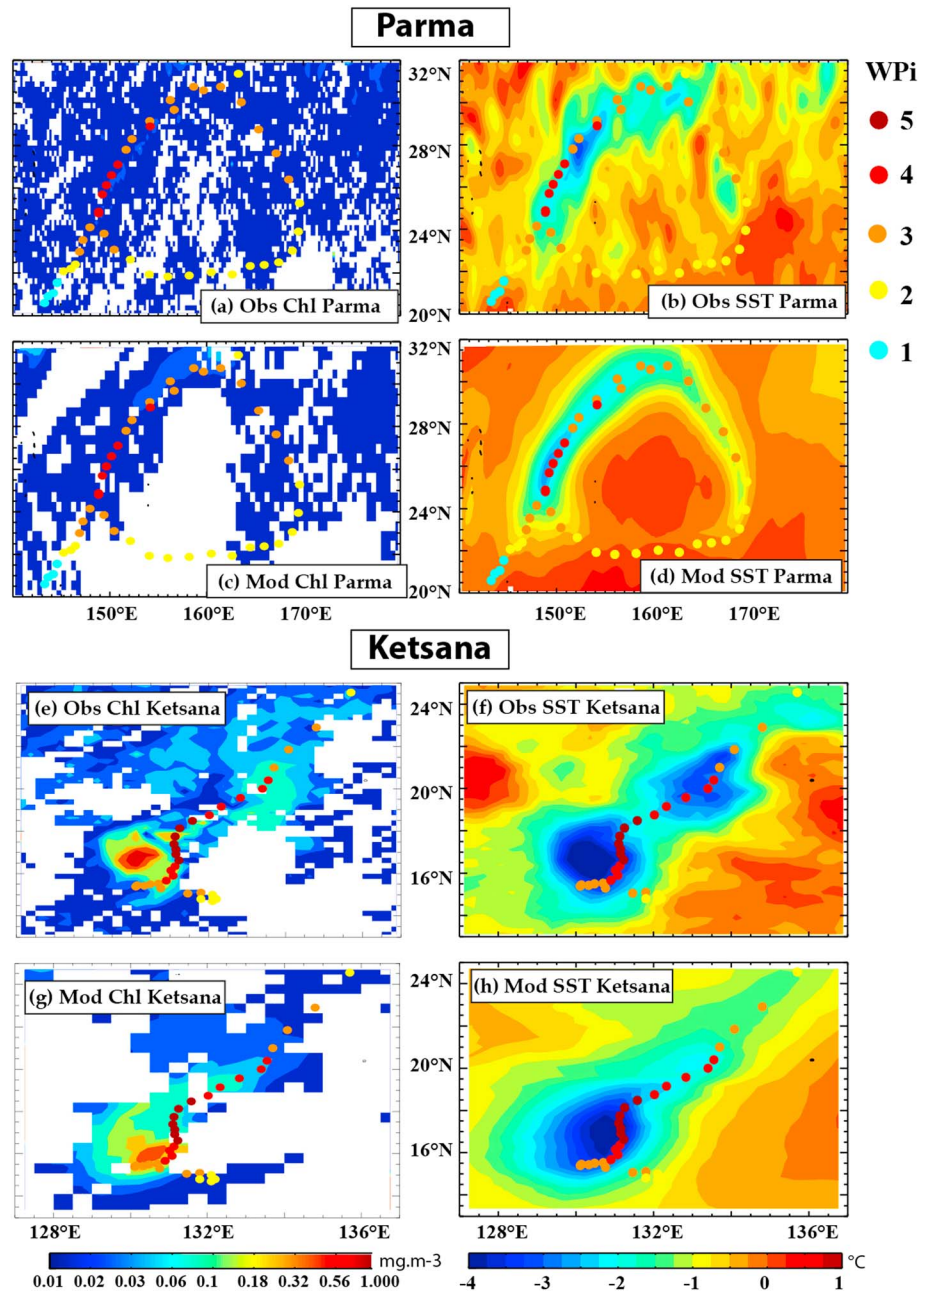 Parma
32°N
28°N
24°N
20°N
(a) Obs Chl Parma
(b) Obs SST Parma
WPi
5
4
3
2
1
32°N
28°N
24°N
20°N
(c) Mod Chl Parma
(d) Mod SST Parma
150°E 160°E 170°E
150°E 160°E 170°E
Ketsana
(e) Obs Chl Ketsana
(f) Obs SST Ketsana
24°N
20°N
16°N
(g) Mod Chl Ketsana
(h) Mod SST Ketsana
24°N
20°N
16°N
128°E 132°E 136°E
128°E 132°E 136°E
0.01 0.02 0.03 0.06 0.1 0.18 0.32 0.56 1.000
mg.m-3
-4 -3 -2 -1 0 1
°C